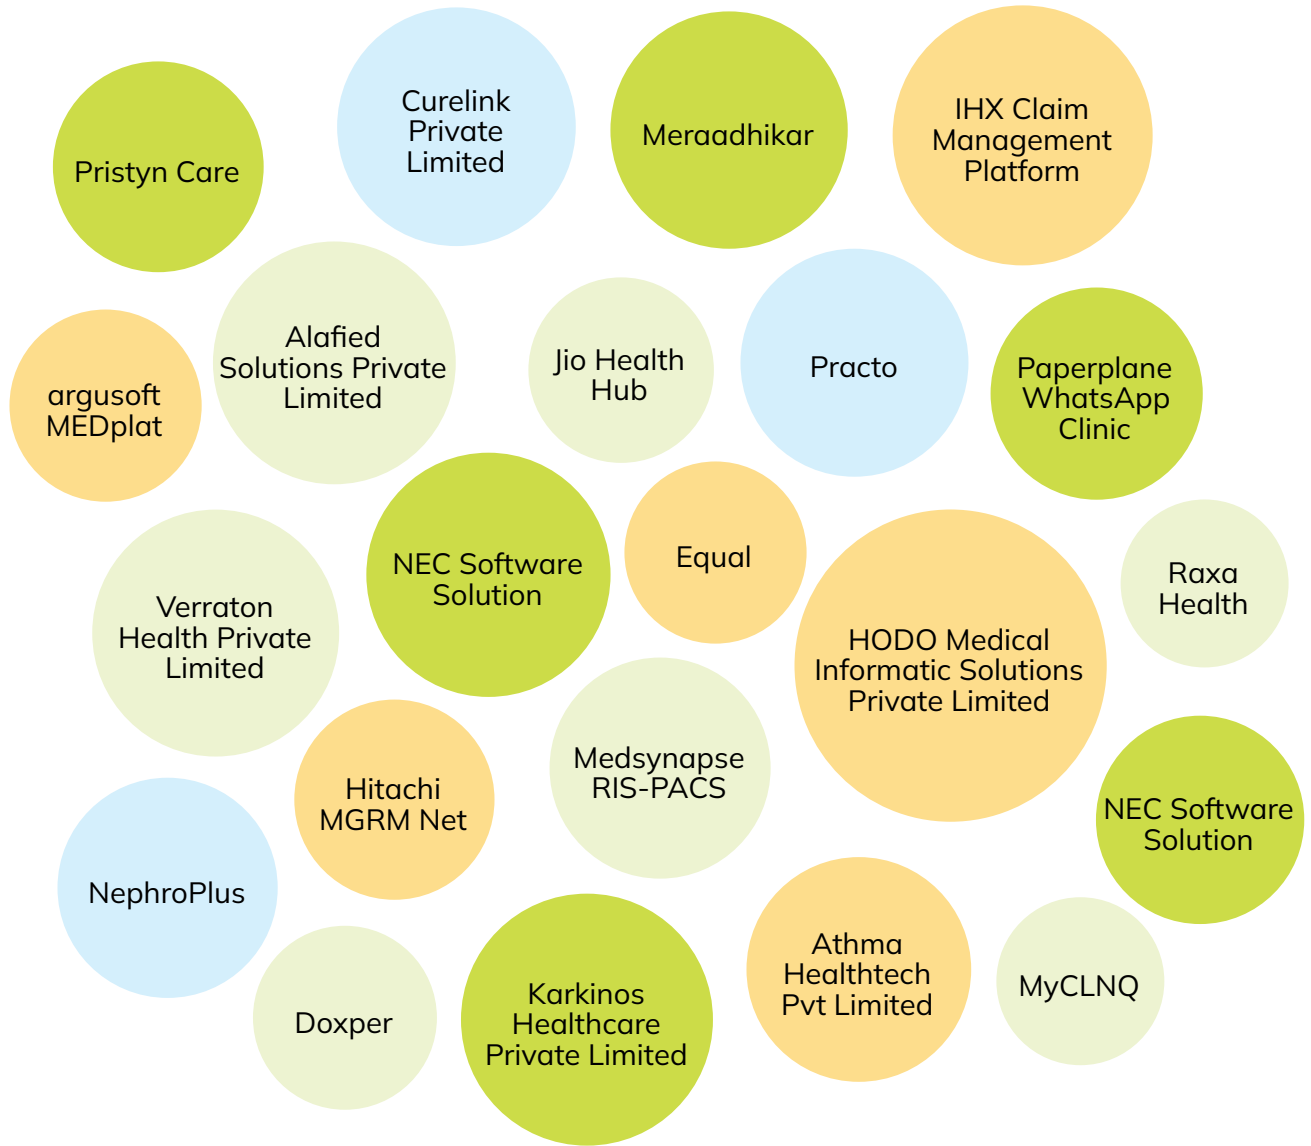 Pristyn Care
Curelink
Private
Limited
Meraadhikar
IHX Claim
Management
Platform
argusoft
MEDplat
Alafied
Solutions Private
Limited
Jio Health
Hub
Practo
Paperplane
WhatsApp
Clinic
Verraton
Health Private
Limited
NEC Software
Solution
Equal
HODO Medical
Informatic Solutions
Private Limited
Raxa
Health
Hitachi
MGRM Net
Medsynapse
RIS-PACS
NEC Software
Solution
NephroPlus
Doxper
Karkinos
Healthcare
Private Limited
Athma
Healthtech
Pvt Limited
MyCLNQ